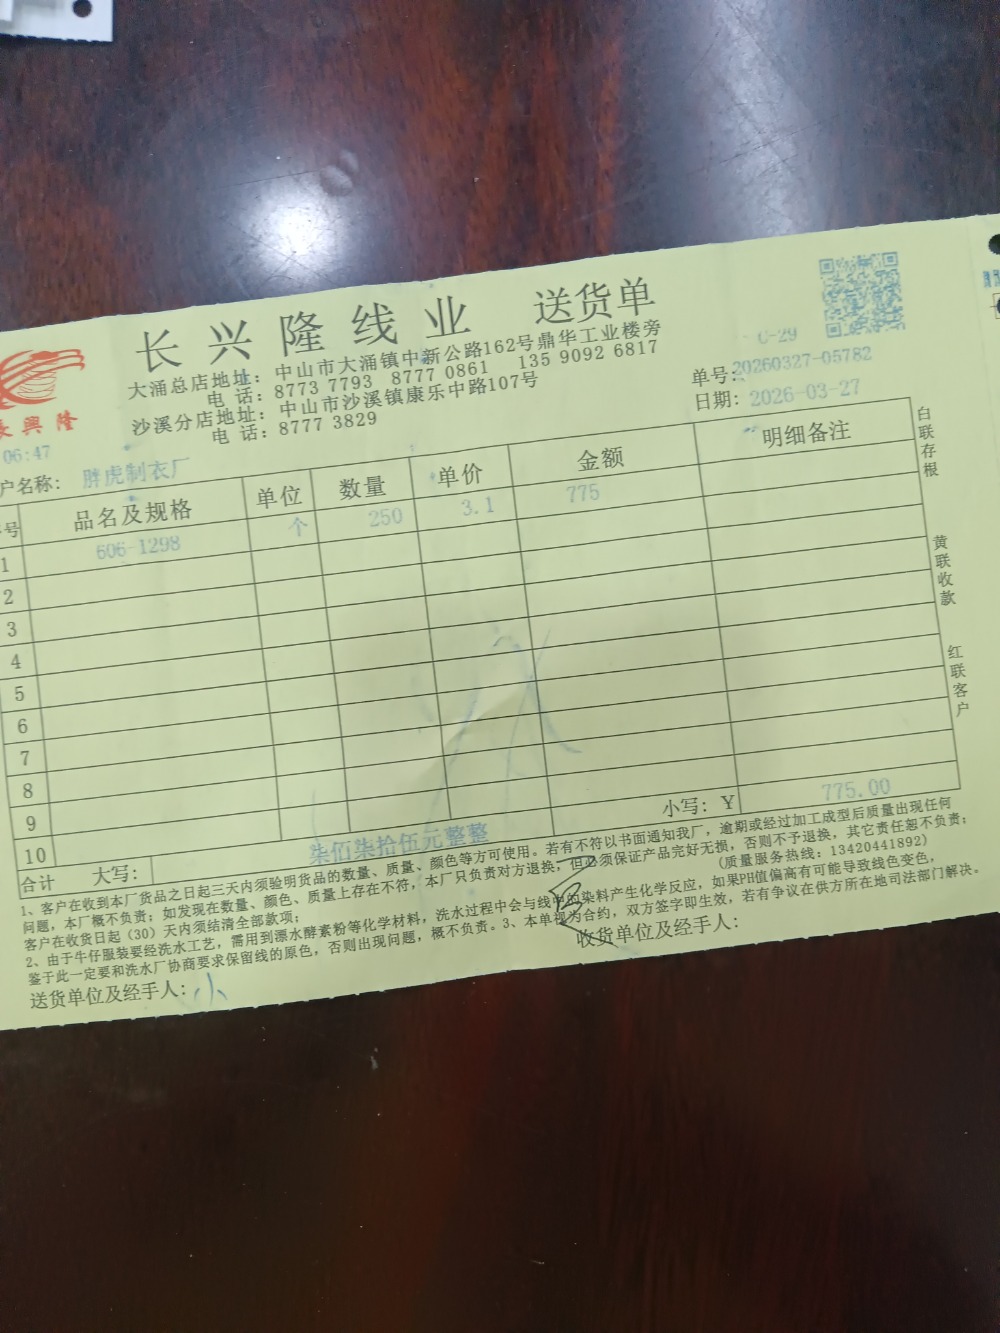 长兴隆线业 送货单
大涌总店地址：中山市大涌镇中新公路162号鼎华工业楼旁
电 话：8773 7793 8777 0861 135 9092 6817
沙溪分店地址：中山市沙溪镇康乐中路107号
电 话：8777 3829
興隆
C-29
单号：20260327-05782
日期：2026-03-27
06:47
户名称：胖虎制衣厂
号 品名及规格 单位 数量 单价 金额 明细备注
1 606-1298 个 250 3.1 775
2
3
4
5
6
7
8
9
10
合计 大写：柒佰柒拾伍元整整 小写：¥ 775.00
白联存根
黄联收款
红联客户
1、客户在收到本厂货品之日起三天内须验明货品的数量、质量、颜色等方可使用。若有不符以书面通知我厂，逾期或经过加工成型后质量出现任何
问题，本厂概不负责；如发现在数量、颜色、质量上存在不符，本厂只负责对方退换，但必须保证产品完好无损，否则不予退换，其它责任恕不负责；
客户在收货日起（30）天内须结清全部款项； (质量服务热线：13420441892)
2、由于牛仔服装要经洗水工艺，需用到漂水酵素粉等化学材料，洗水过程中会与线中的染料产生化学反应，如果PH值偏高有可能导致线色变色，
鉴于此一定要和洗水厂协商要求保留线的原色，否则出现问题，概不负责。3、本单视为合约，双方签字即生效，若有争议在供方所在地司法部门解决。
送货单位及经手人：小
收货单位及经手人：